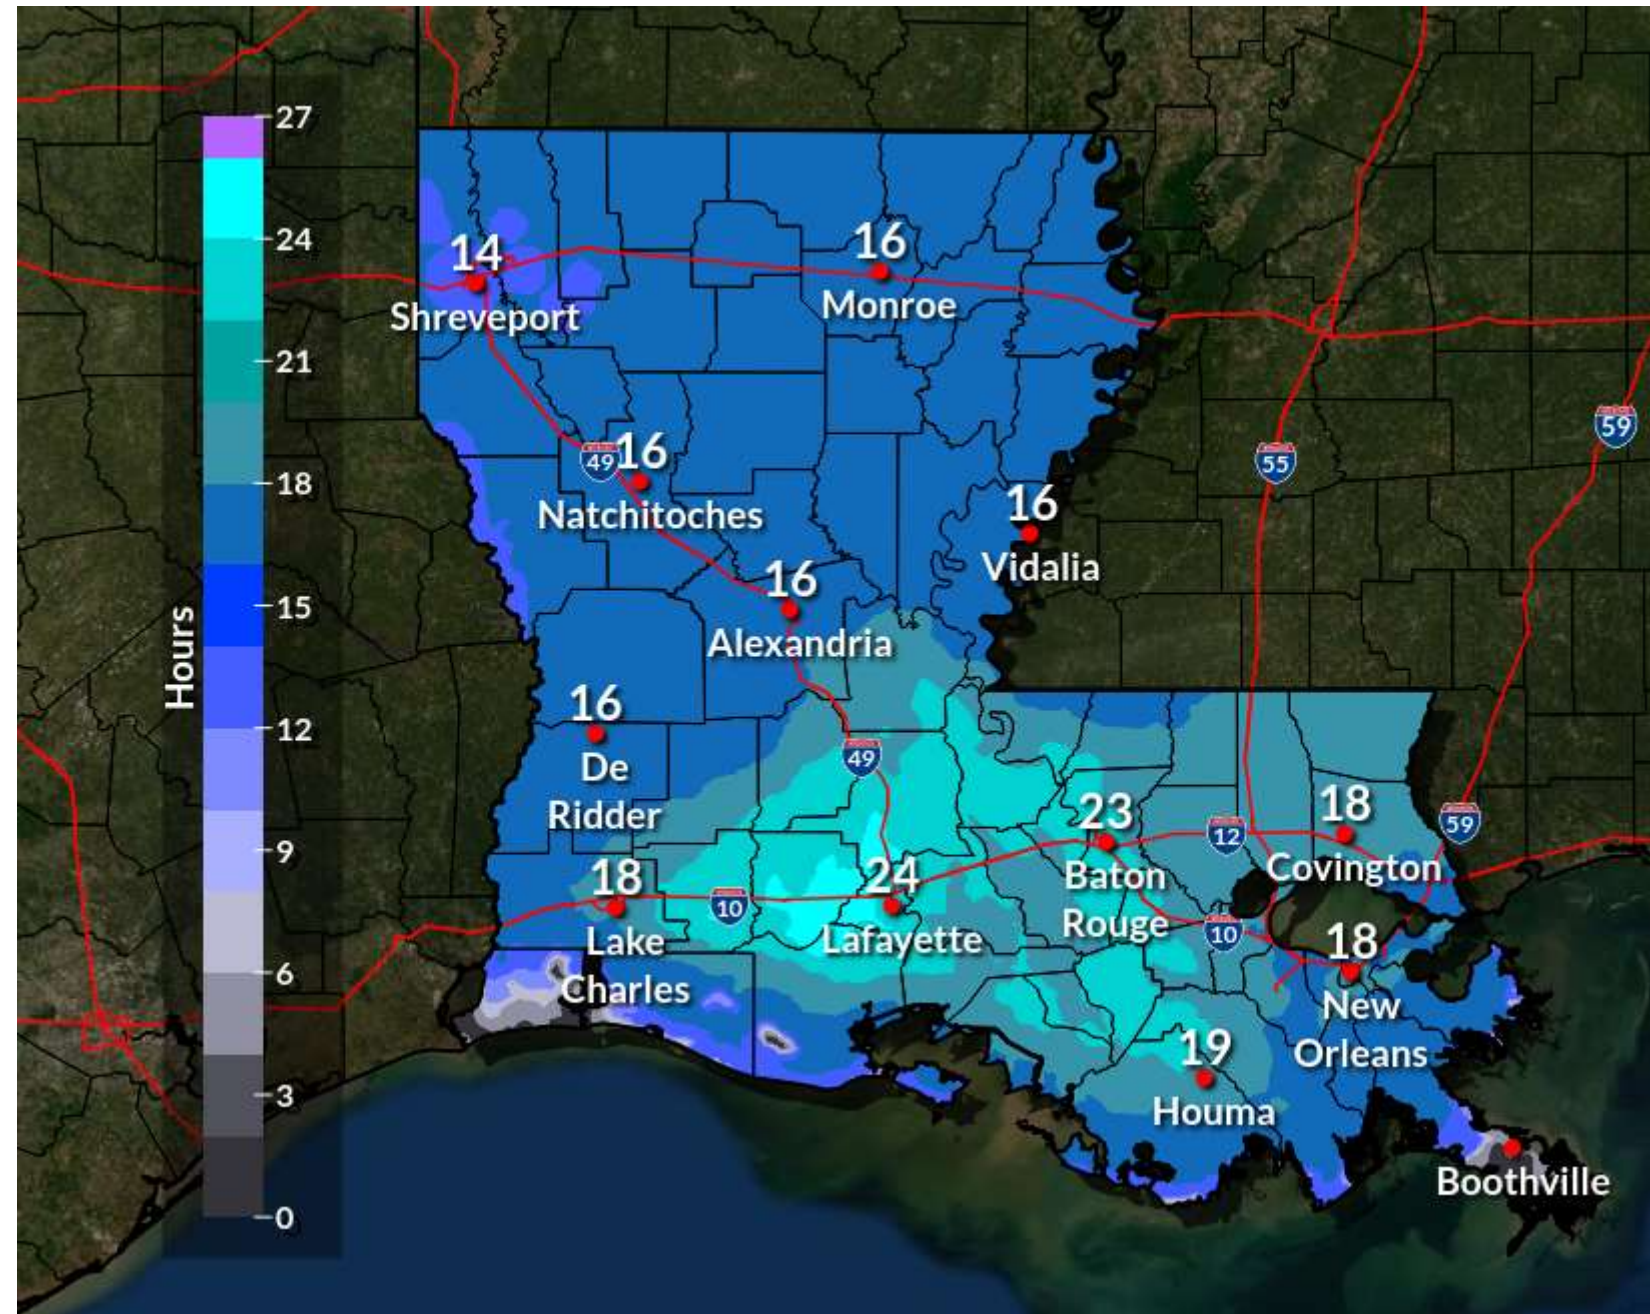 27
24
21
18
15
12
9
6
3
0
Hours
14
Shreveport
16
Monroe
49
16
Natchitoches
16
Vidalia
55
59
16
Alexandria
16
De
Ridder
49
18
Lake
Charles
10
24
Lafayette
23
Baton
Rouge
12
18
Covington
59
10
18
New
Orleans
19
Houma
Boothville